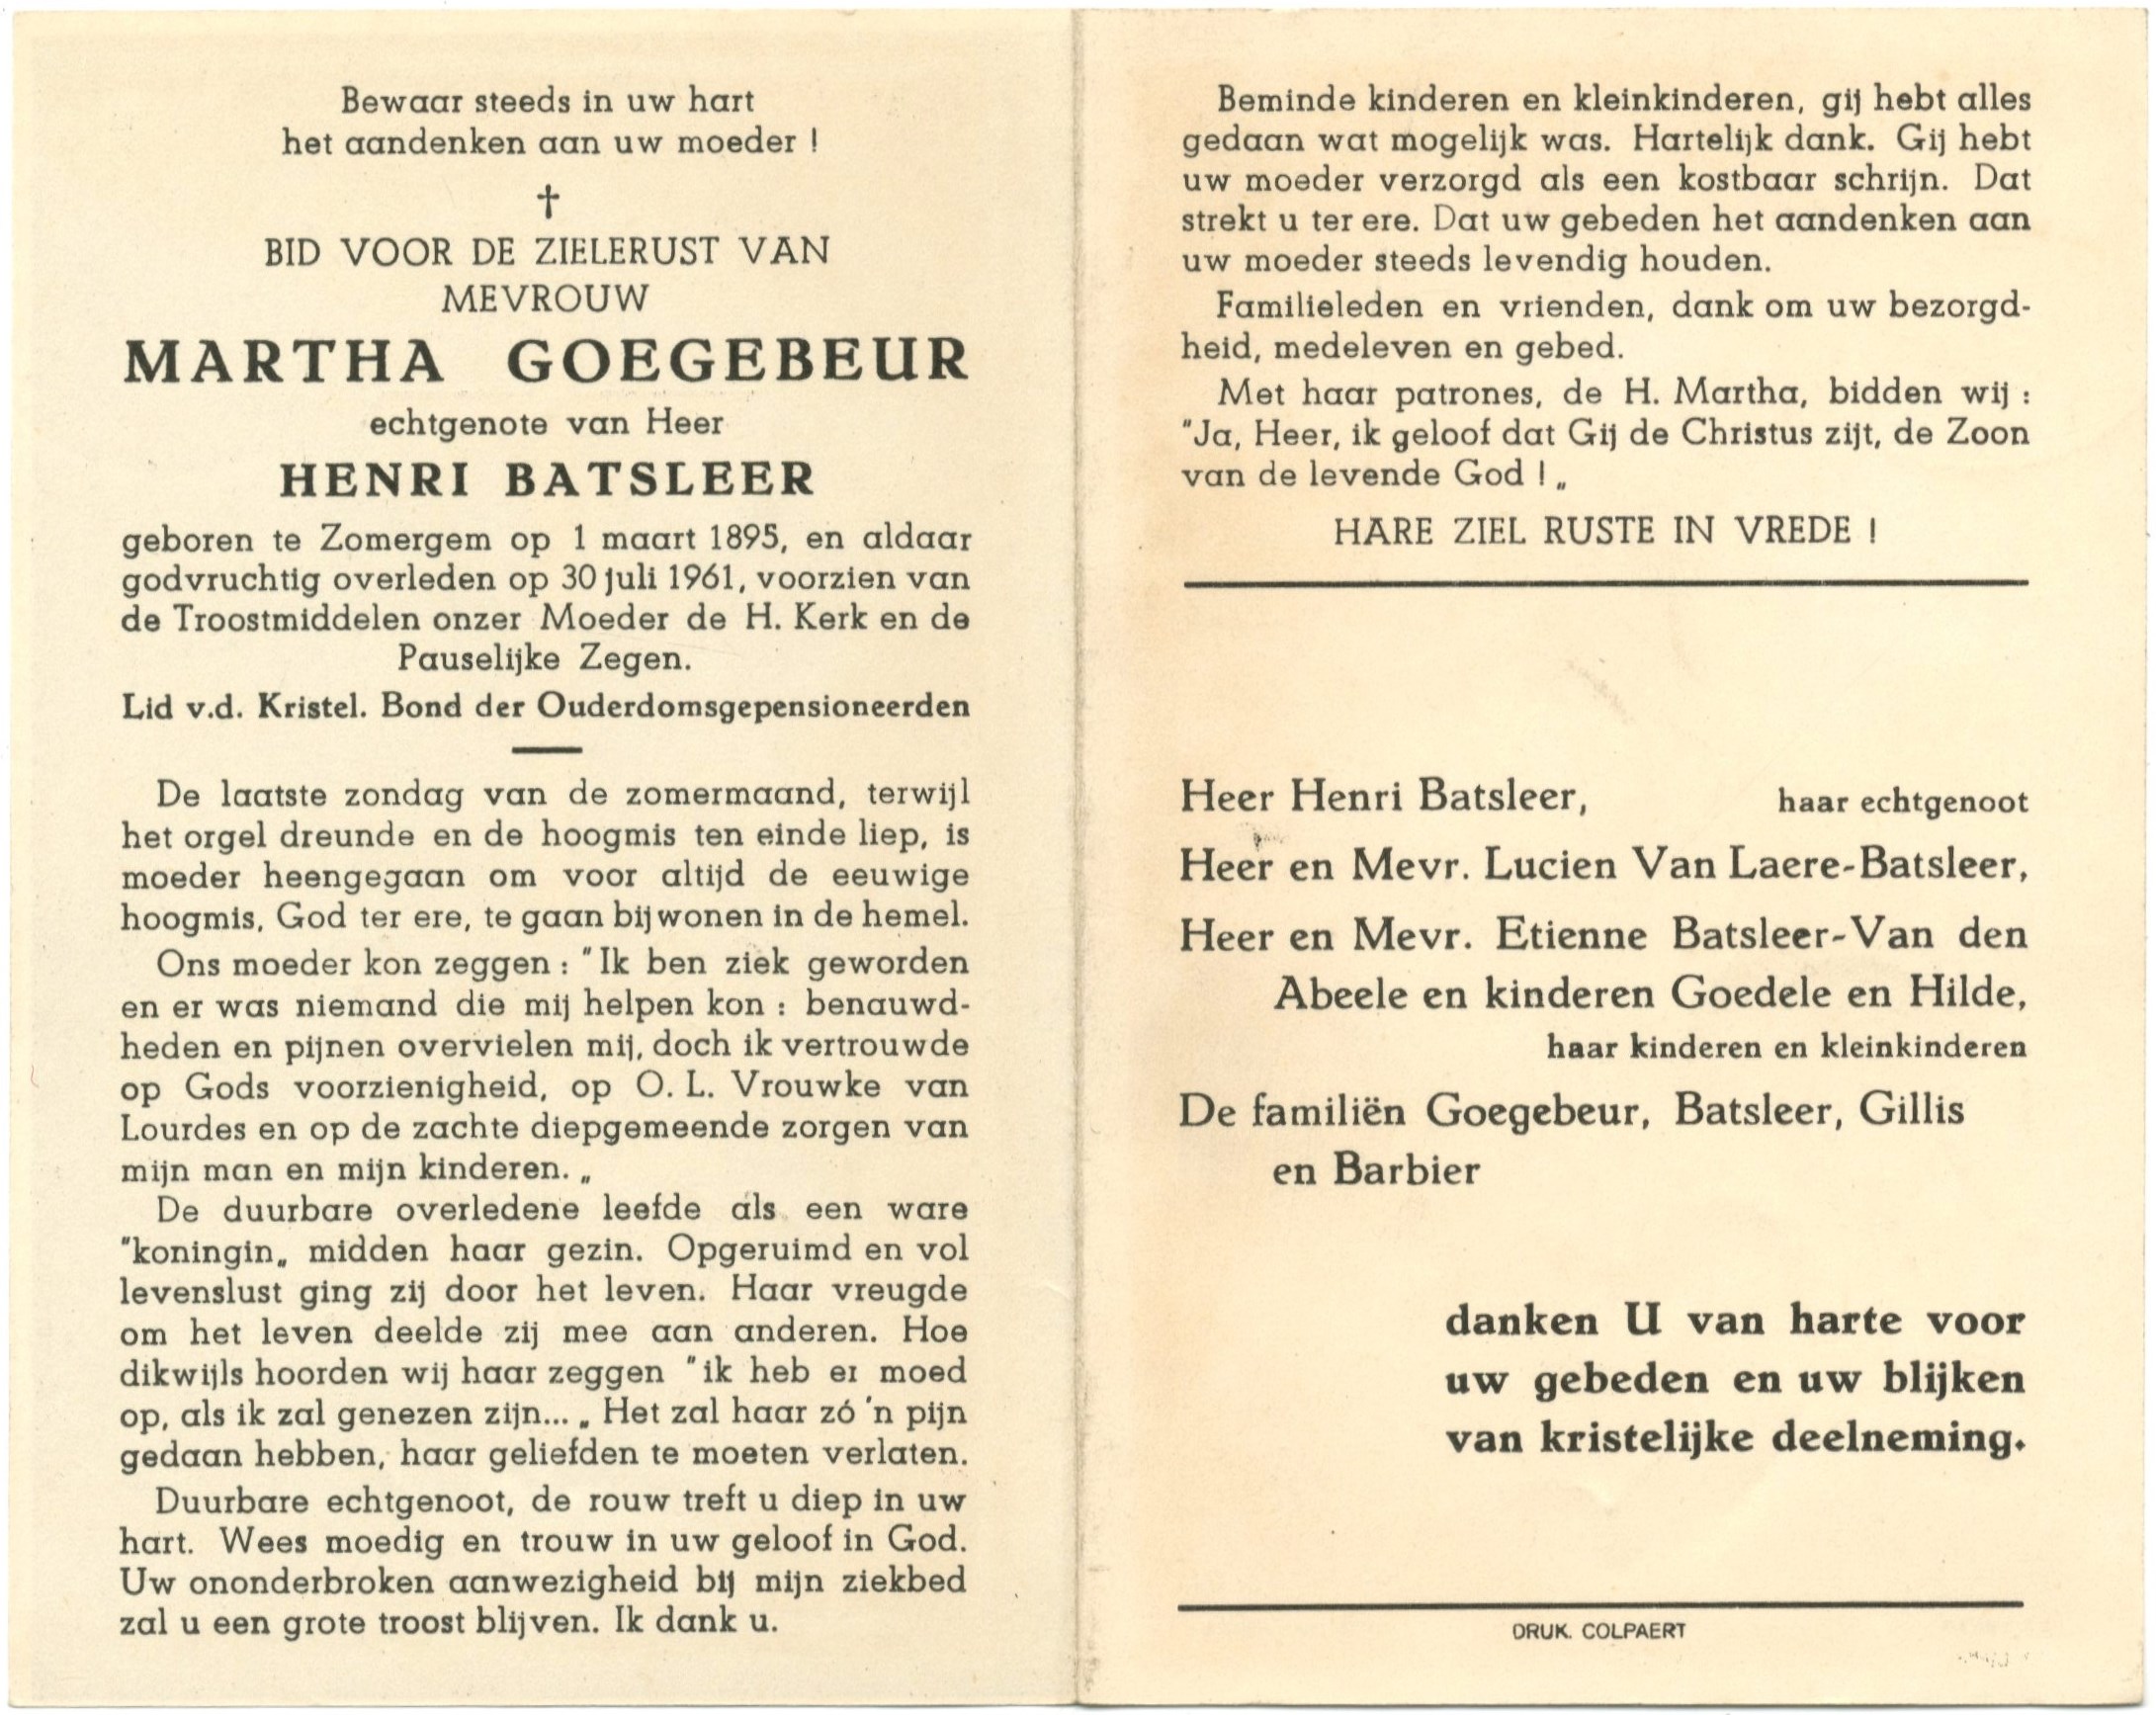 Bewaar steeds in uw hart
het aandenken aan uw moeder !
†
BID VOOR DE ZIELERUST VAN
MEVROUW
MARTHA GOEGEBEUR
echtgenote van Heer
HENRI BATSLEER
geboren te Zomergem op 1 maart 1895, en aldaar
godvruchtig overleden op 30 juli 1961, voorzien van
de Troostmiddelen onzer Moeder de H. Kerk en de
Pauselijke Zegen.
Lid v.d. Kristel. Bond der Ouderdomsgepensioneerden
De laatste zondag van de zomermaand, terwijl
het orgel dreunde en de hoogmis ten einde liep, is
moeder heengegaan om voor altijd de eeuwige
hoogmis, God ter ere, te gaan bijwonen in de hemel.
Ons moeder kon zeggen : "Ik ben ziek geworden
en er was niemand die mij helpen kon : benauwd-
heden en pijnen overvielen mij, doch ik vertrouwde
op Gods voorzienigheid, op O. L. Vrouwke van
Lourdes en op de zachte diepgemeende zorgen van
mijn man en mijn kinderen. „
De duurbare overledene leefde als een ware
"koningin„ midden haar gezin. Opgeruimd en vol
levenslust ging zij door het leven. Haar vreugde
om het leven deelde zij mee aan anderen. Hoe
dikwijls hoorden wij haar zeggen "ik heb er moed
op, als ik zal genezen zijn... „ Het zal haar zó 'n pijn
gedaan hebben, haar geliefden te moeten verlaten.
Duurbare echtgenoot, de rouw treft u diep in uw
hart. Wees moedig en trouw in uw geloof in God.
Uw ononderbroken aanwezigheid bij mijn ziekbed
zal u een grote troost blijven. Ik dank u.
Beminde kinderen en kleinkinderen, gij hebt alles
gedaan wat mogelijk was. Hartelijk dank. Gij hebt
uw moeder verzorgd als een kostbaar schrijn. Dat
strekt u ter ere. Dat uw gebeden het aandenken aan
uw moeder steeds levendig houden.
Familieleden en vrienden, dank om uw bezorgd-
heid, medeleven en gebed.
Met haar patrones, de H. Martha, bidden wij :
"Ja, Heer, ik geloof dat Gij de Christus zijt, de Zoon
van de levende God ! „
HARE ZIEL RUSTE IN VREDE !
Heer Henri Batsleer, haar echtgenoot
Heer en Mevr. Lucien Van Laere-Batsleer,
Heer en Mevr. Etienne Batsleer-Van den
Abeele en kinderen Goedele en Hilde,
haar kinderen en kleinkinderen
De familiën Goegebeur, Batsleer, Gillis
en Barbier
danken U van harte voor
uw gebeden en uw blijken
van kristelijke deelneming.
DRUK. COLPAERT